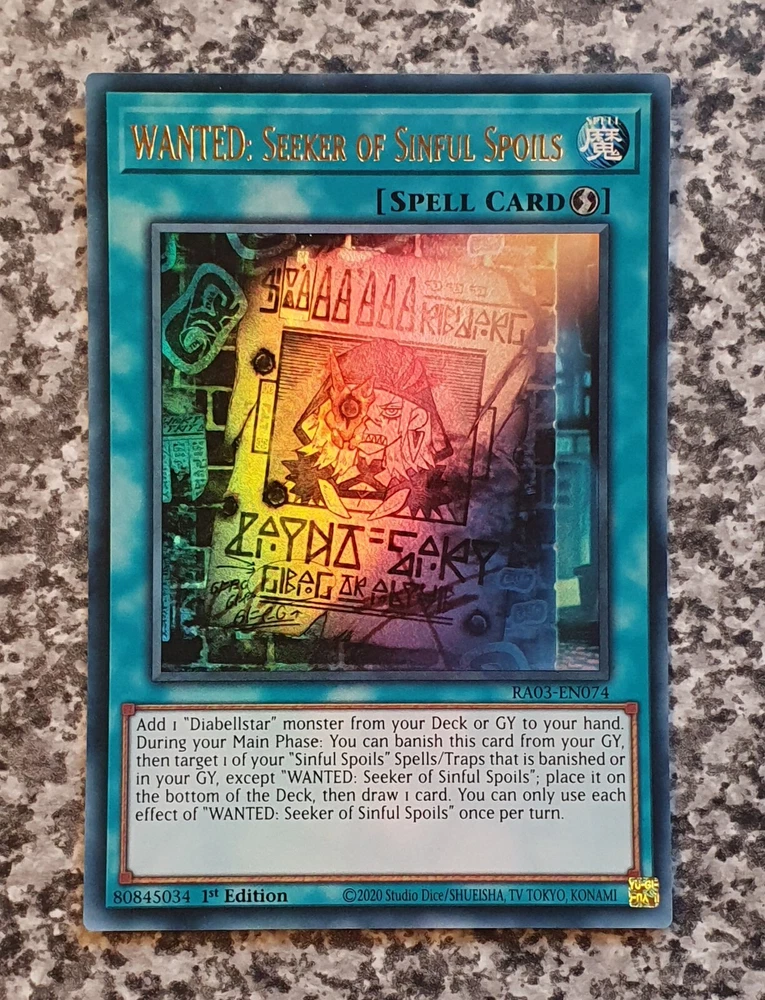 WANTED: SEEKER OF SINFUL SPOILS
魔
[SPELL CARD]
RA03-EN074
Add 1 "Diabellstar" monster from your Deck or GY to your hand.
During your Main Phase: You can banish this card from your GY,
then target 1 of your "Sinful Spoils" Spells/Traps that is banished or
in your GY, except "WANTED: Seeker of Sinful Spoils"; place it on
the bottom of the Deck, then draw 1 card. You can only use each
effect of "WANTED: Seeker of Sinful Spoils" once per turn.
80845034 1st Edition ©2020 Studio Dice/SHUEISHA, TV TOKYO, KONAMI